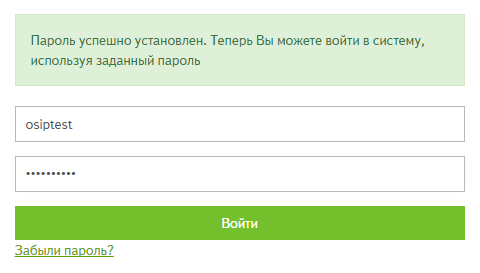 Пароль успешно установлен. Теперь Вы можете войти в систему,
используя заданный пароль
osiptest
••••••••••
Войти
Забыли пароль?